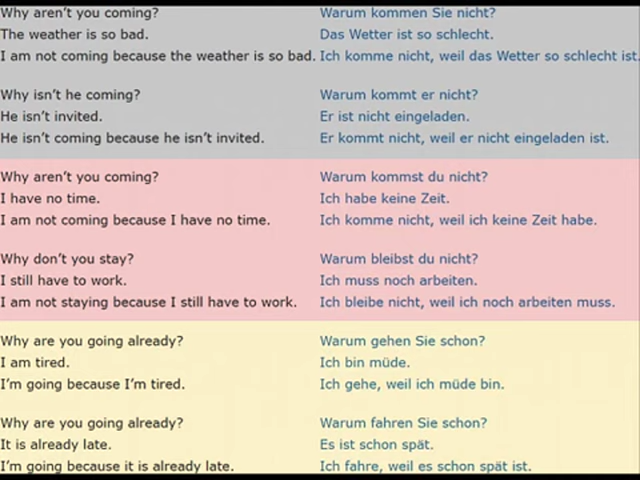 Why aren't you coming? Warum kommen Sie nicht?
The weather is so bad. Das Wetter ist so schlecht.
I am not coming because the weather is so bad. Ich komme nicht, weil das Wetter so schlecht ist.
Why isn't he coming? Warum kommt er nicht?
He isn't invited. Er ist nicht eingeladen.
He isn't coming because he isn't invited. Er kommt nicht, weil er nicht eingeladen ist.
Why aren't you coming? Warum kommst du nicht?
I have no time. Ich habe keine Zeit.
I am not coming because I have no time. Ich komme nicht, weil ich keine Zeit habe.
Why don't you stay? Warum bleibst du nicht?
I still have to work. Ich muss noch arbeiten.
I am not staying because I still have to work. Ich bleibe nicht, weil ich noch arbeiten muss.
Why are you going already? Warum gehen Sie schon?
I am tired. Ich bin müde.
I'm going because I'm tired. Ich gehe, weil ich müde bin.
Why are you going already? Warum fahren Sie schon?
It is already late. Es ist schon spät.
I'm going because it is already late. Ich fahre, weil es schon spät ist.